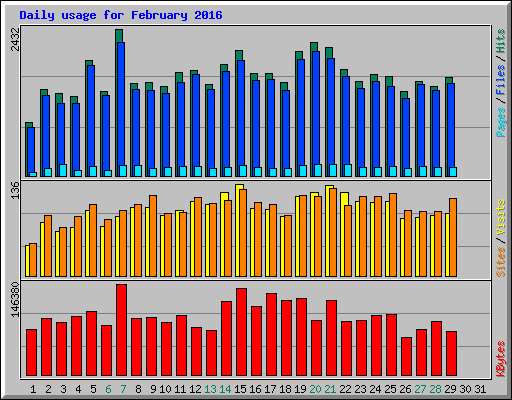 Daily usage for February 2016
2432
Pages / Files / Hits
136
Sites / Visits
146380
KBytes
1 2 3 4 5 6 7 8 9 10 11 12 13 14 15 16 17 18 19 20 21 22 23 24 25 26 27 28 29 30 31